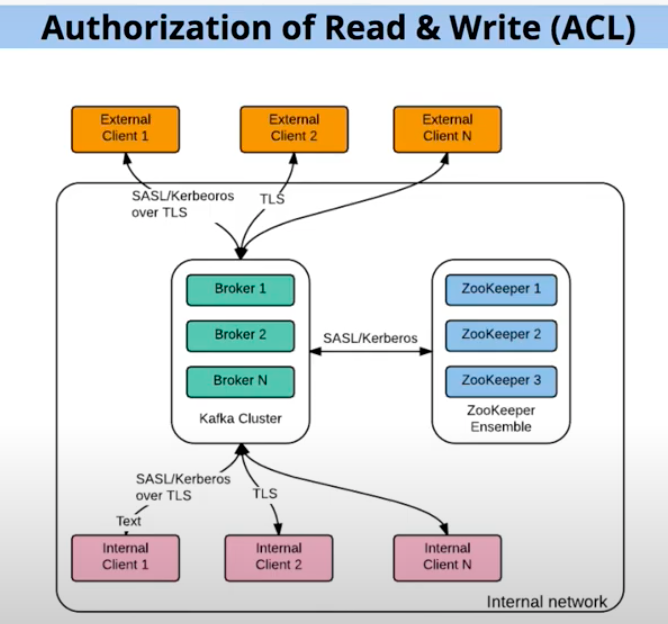 Authorization of Read & Write (ACL)
External
Client 1
External
Client 2
External
Client N
SASL/Kerbeoros
over TLS
TLS
Broker 1
Broker 2
Broker N
Kafka Cluster
SASL/Kerberos
ZooKeeper 1
ZooKeeper 2
ZooKeeper 3
ZooKeeper
Ensemble
SASL/Kerberos
over TLS
TLS
Text
Internal
Client 1
Internal
Client 2
Internal
Client N
Internal network